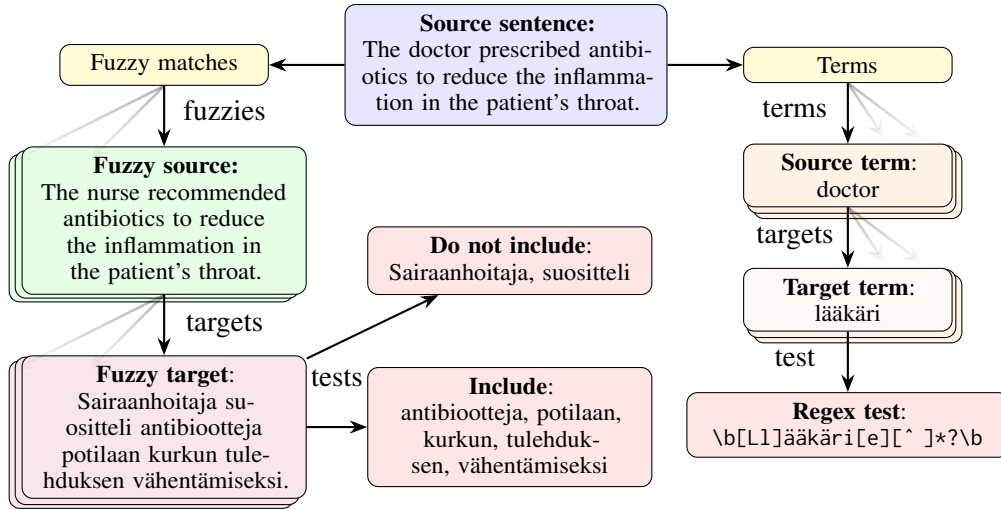 Source sentence:
The doctor prescribed antibi-
otics to reduce the inflamma-
tion in the patient's throat.
Fuzzy matches
fuzzies
Fuzzy source:
The nurse recommended
antibiotics to reduce
the inflammation in
the patient's throat.
targets
Fuzzy target:
Sairaanhoitaja su-
ositteli antibiootteja
potilaan kurkun tule-
hduksen vähentämiseksi.
tests
Do not include:
Sairaanhoitaja, suositteli
Include:
antibiootteja, potilaan,
kurkun, tulehduk-
sen, vähentämiseksi
Terms
terms
Source term:
doctor
targets
Target term:
lääkäri
test
Regex test:
\b[Ll]ääkäri[e][^ ]*?\b